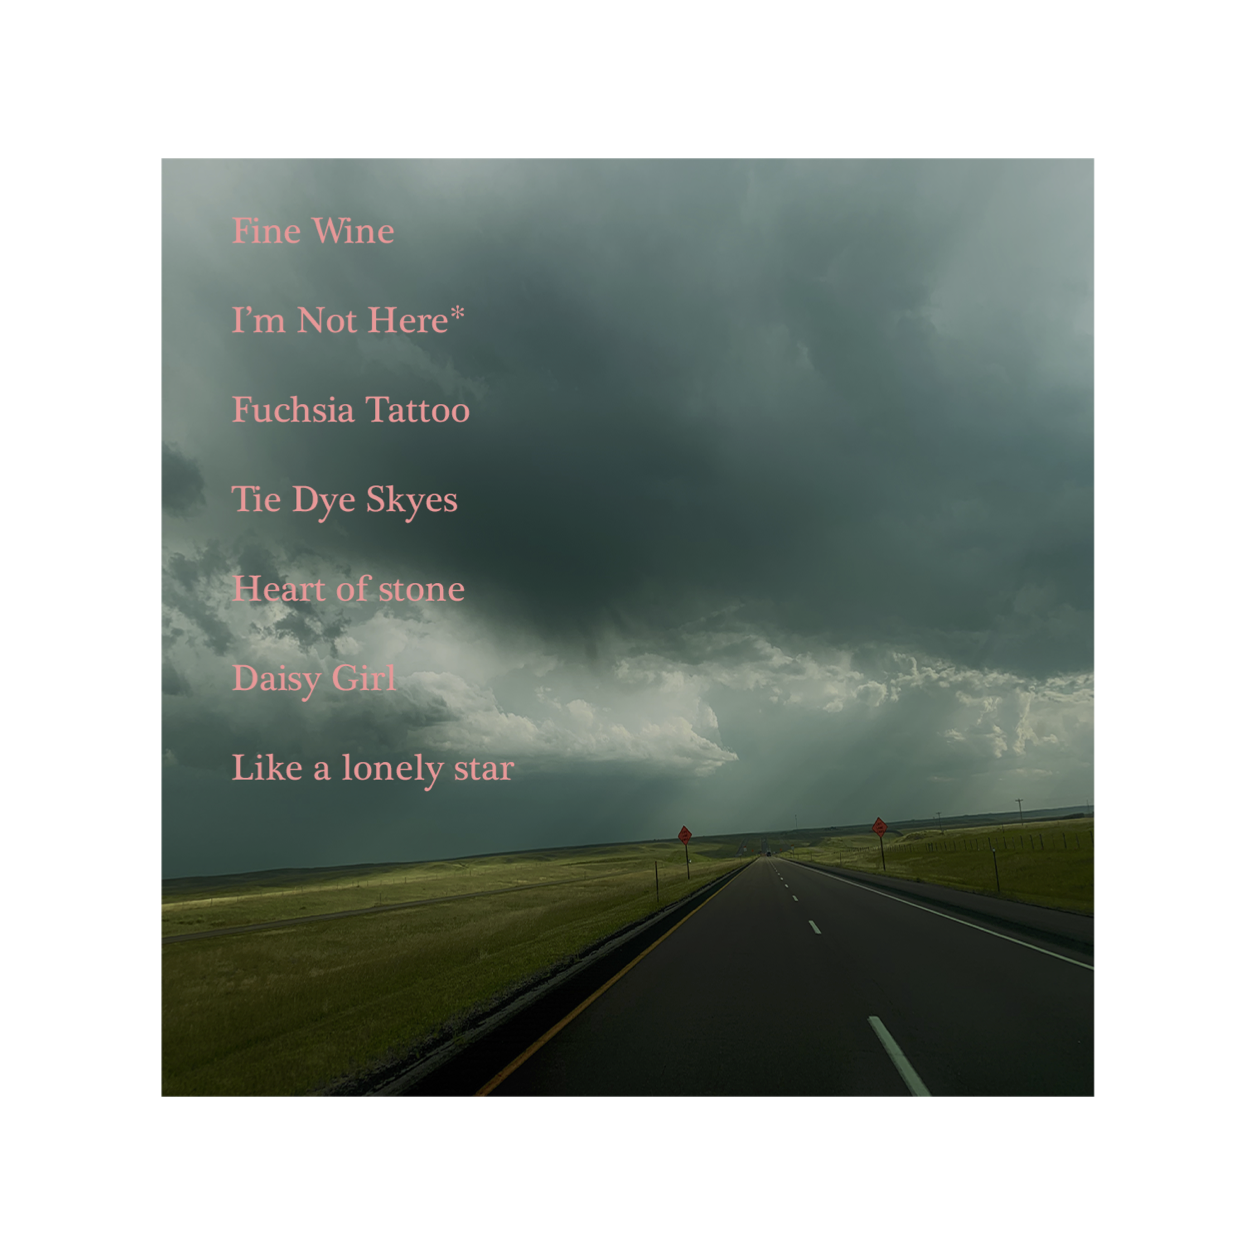 Fine Wine
I’m Not Here*
Fuchsia Tattoo
Tie Dye Skyes
Heart of stone
Daisy Girl
Like a lonely star